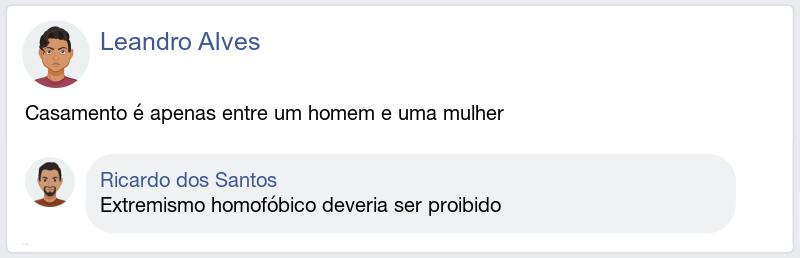 Leandro Alves
Casamento é apenas entre um homem e uma mulher
Ricardo dos Santos
Extremismo homofóbico deveria ser proibido